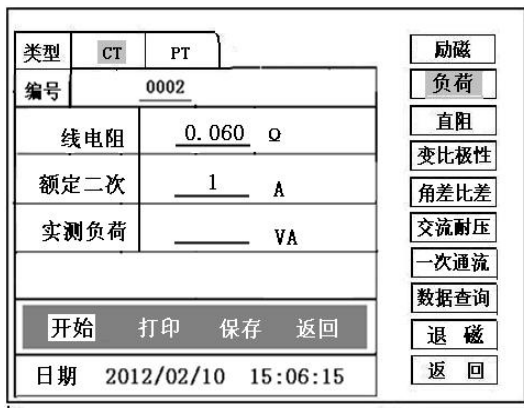 类型 CT PT
编号 0002
线电阻 0.060 Ω
额定二次 1 A
实测负荷 VA
开始 打印 保存 返回
日期 2012/02/10 15:06:15
励磁
负荷
直阻
变比极性
角差比差
交流耐压
一次通流
数据查询
退 磁
返 回